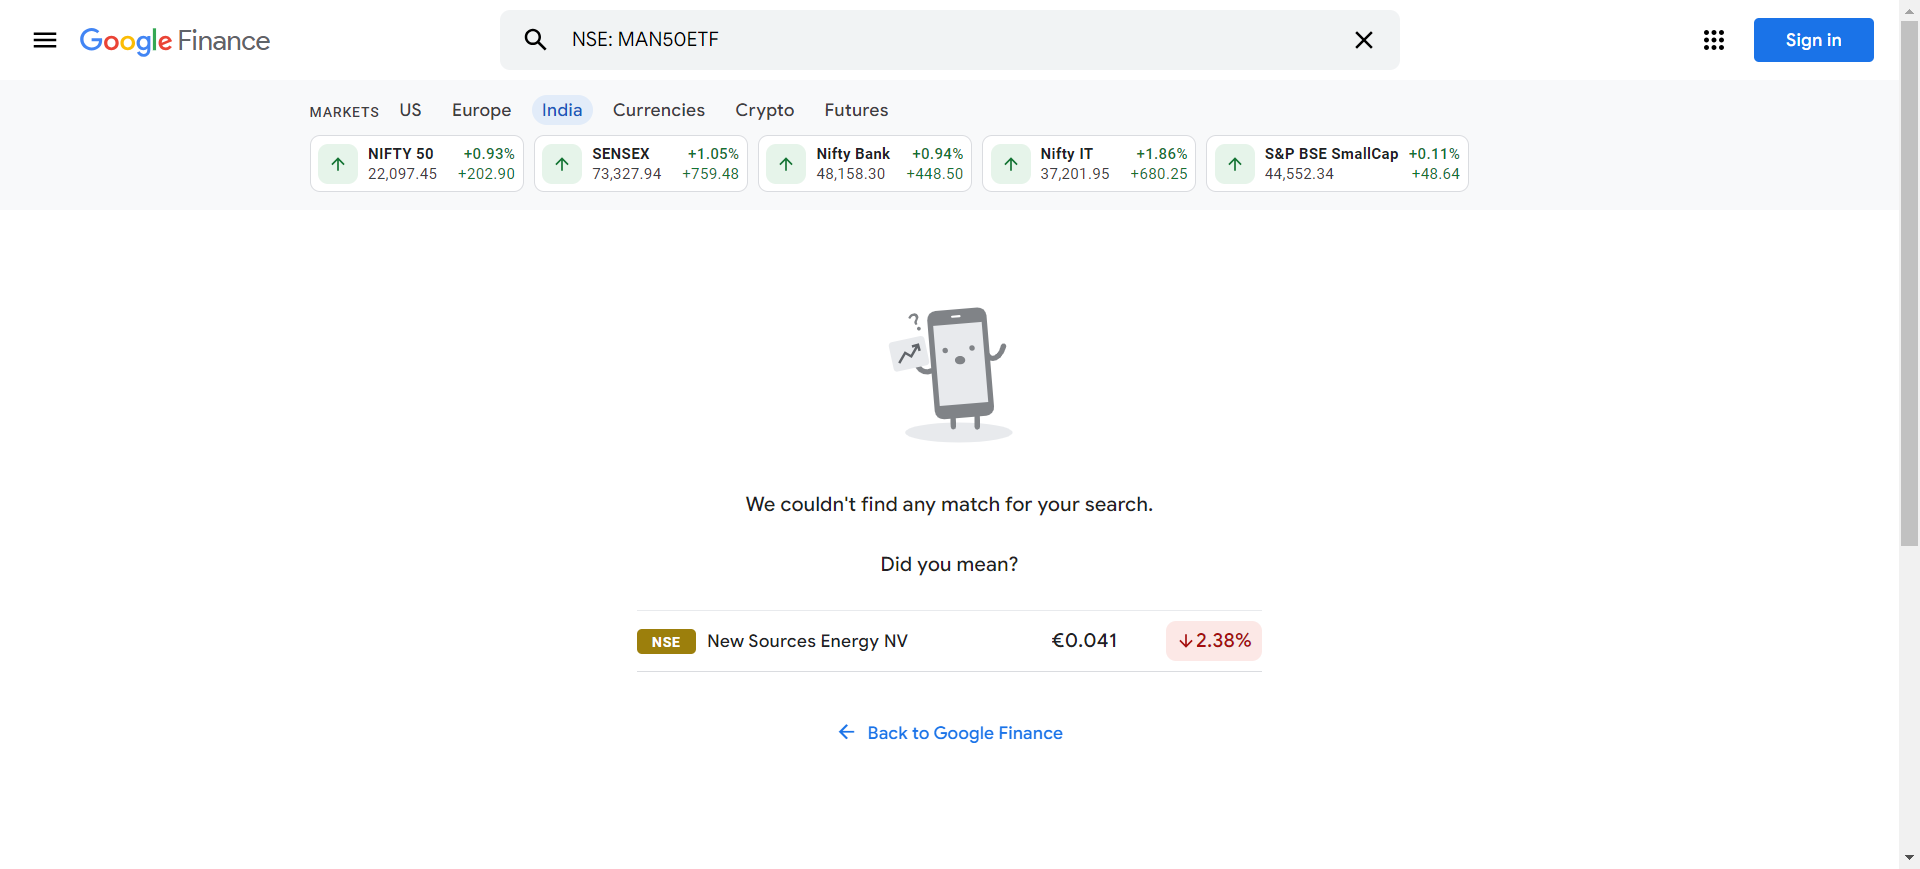 Google Finance
NSE: MAN50ETF
Sign in
MARKETS US Europe India Currencies Crypto Futures
NIFTY 50 +0.93%
22,097.45 +202.90
SENSEX +1.05%
73,327.94 +759.48
Nifty Bank +0.94%
48,158.30 +448.50
Nifty IT +1.86%
37,201.95 +680.25
S&P BSE SmallCap +0.11%
44,552.34 +48.64
?
We couldn't find any match for your search.
Did you mean?
NSE New Sources Energy NV €0.041 2.38%
Back to Google Finance